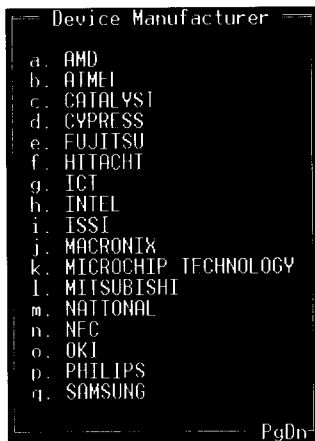 Device Manufacturer
a. AMD
b. ATMEL
c. CATALYST
d. CYPRESS
e. FUJITSU
f. HITACHI
g. ICT
h. INTEL
i. ISSI
j. MACRONIX
k. MICROCHIP TECHNOLOGY
l. MITSUBISHI
m. NATIONAL
n. NEC
o. OKI
p. PHILIPS
q. SAMSUNG
PgDn